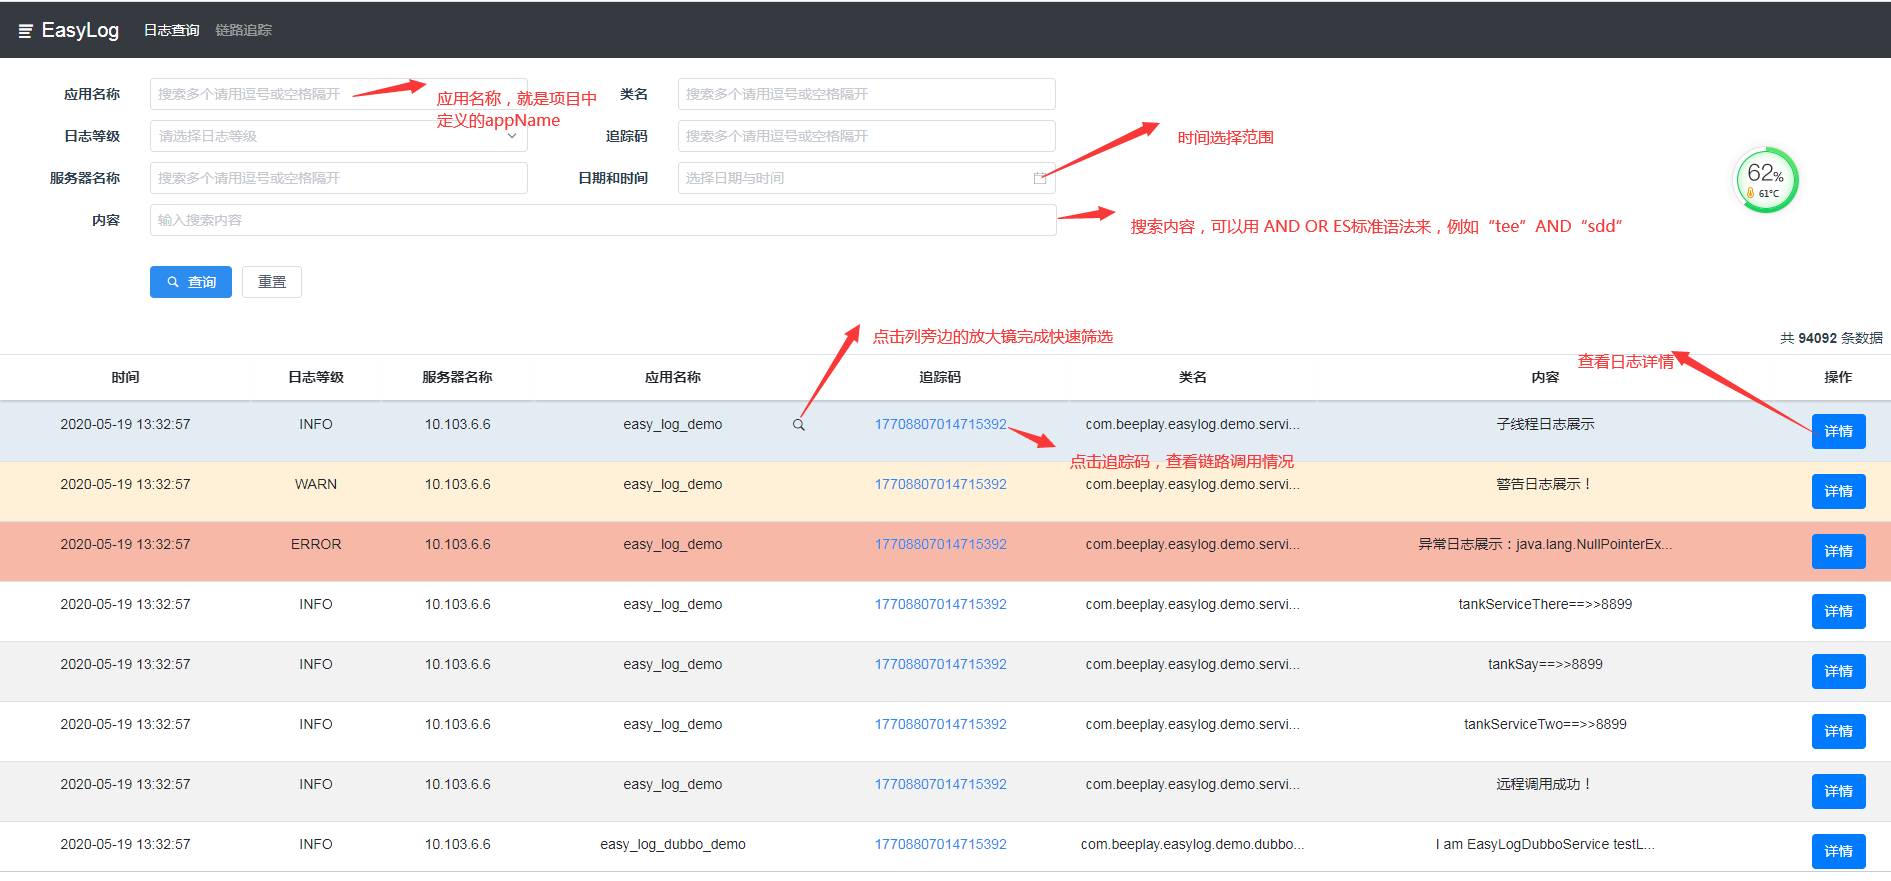 EasyLog 日志查询 链路追踪
应用名称 搜索多个请用逗号或空格隔开 类名 搜索多个请用逗号或空格隔开
应用名称，就是项目中
定义的appName
日志等级 请选择日志等级 追踪码 搜索多个请用逗号或空格隔开
时间选择范围
服务器名称 搜索多个请用逗号或空格隔开 日期和时间 选择日期与时间
62%
61°C
内容 输入搜索内容
搜索内容，可以用 AND OR ES标准语法来，例如“tee”AND“sdd“
查询 重置
点击列旁边的放大镜完成快速筛选
共 94092 条数据
查看日志详情
时间 日志等级 服务器名称 应用名称 追踪码 类名 内容 操作
2020-05-19 13:32:57 INFO 10.103.6.6 easy_log_demo 17708807014715392 com.beeplay.easylog.demo.servi... 子线程日志展示 详情
点击追踪码，查看链路调用情况
2020-05-19 13:32:57 WARN 10.103.6.6 easy_log_demo 17708807014715392 com.beeplay.easylog.demo.servi... 警告日志展示！ 详情
2020-05-19 13:32:57 ERROR 10.103.6.6 easy_log_demo 17708807014715392 com.beeplay.easylog.demo.servi... 异常日志展示：java.lang.NullPointerEx... 详情
2020-05-19 13:32:57 INFO 10.103.6.6 easy_log_demo 17708807014715392 com.beeplay.easylog.demo.servi... tankServiceThere==>>8899 详情
2020-05-19 13:32:57 INFO 10.103.6.6 easy_log_demo 17708807014715392 com.beeplay.easylog.demo.servi... tankSay==>>8899 详情
2020-05-19 13:32:57 INFO 10.103.6.6 easy_log_demo 17708807014715392 com.beeplay.easylog.demo.servi... tankServiceTwo==>>8899 详情
2020-05-19 13:32:57 INFO 10.103.6.6 easy_log_demo 17708807014715392 com.beeplay.easylog.demo.servi... 远程调用成功！ 详情
2020-05-19 13:32:57 INFO 10.103.6.6 easy_log_dubbo_demo 17708807014715392 com.beeplay.easylog.demo.dubbo... I am EasyLogDubboService testL... 详情